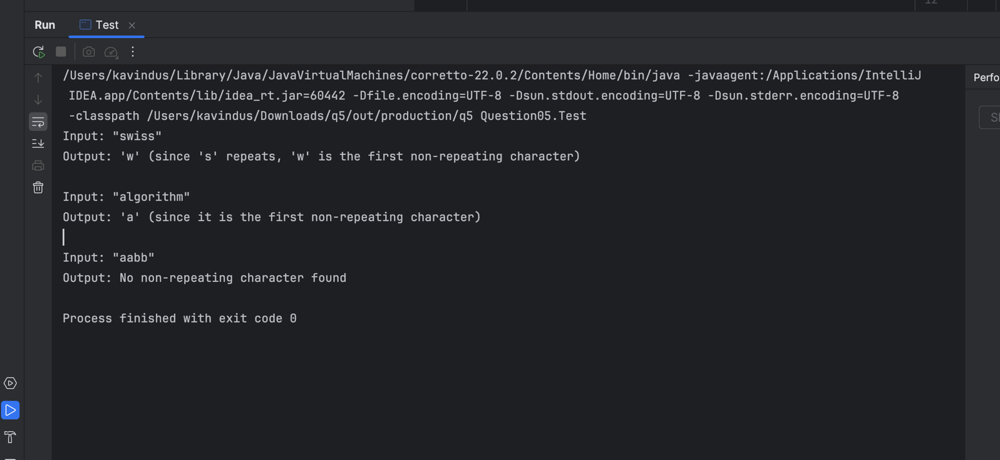 12
Run
Test
/Users/kavindus/Library/Java/JavaVirtualMachines/corretto-22.0.2/Contents/Home/bin/java -javaagent:/Applications/IntelliJ
IDEA.app/Contents/lib/idea_rt.jar=60442 -Dfile.encoding=UTF-8 -Dsun.stdout.encoding=UTF-8 -Dsun.stderr.encoding=UTF-8
-classpath /Users/kavindus/Downloads/q5/out/production/q5 Question05.Test
Perfo
Input: "swiss"
Output: 'w' (since 's' repeats, 'w' is the first non-repeating character)
Input: "algorithm"
Output: 'a' (since it is the first non-repeating character)
Input: "aabb"
Output: No non-repeating character found
Process finished with exit code 0